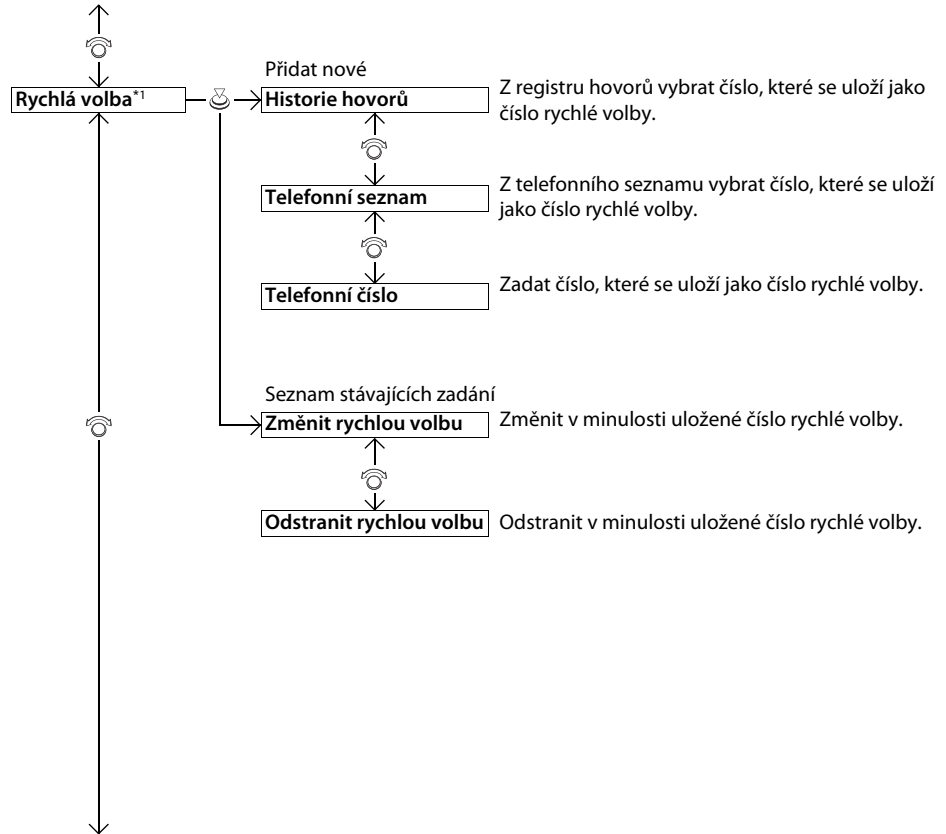 Přidat nové
Rychlá volba*1
Historie hovorů
Z registru hovorů vybrat číslo, které se uloží jako
číslo rychlé volby.
Telefonní seznam
Z telefonního seznamu vybrat číslo, které se uloží
jako číslo rychlé volby.
Telefonní číslo
Zadat číslo, které se uloží jako číslo rychlé volby.
Seznam stávajících zadání
Změnit rychlou volbu
Změnit v minulosti uložené číslo rychlé volby.
Odstranit rychlou volbu
Odstranit v minulosti uložené číslo rychlé volby.